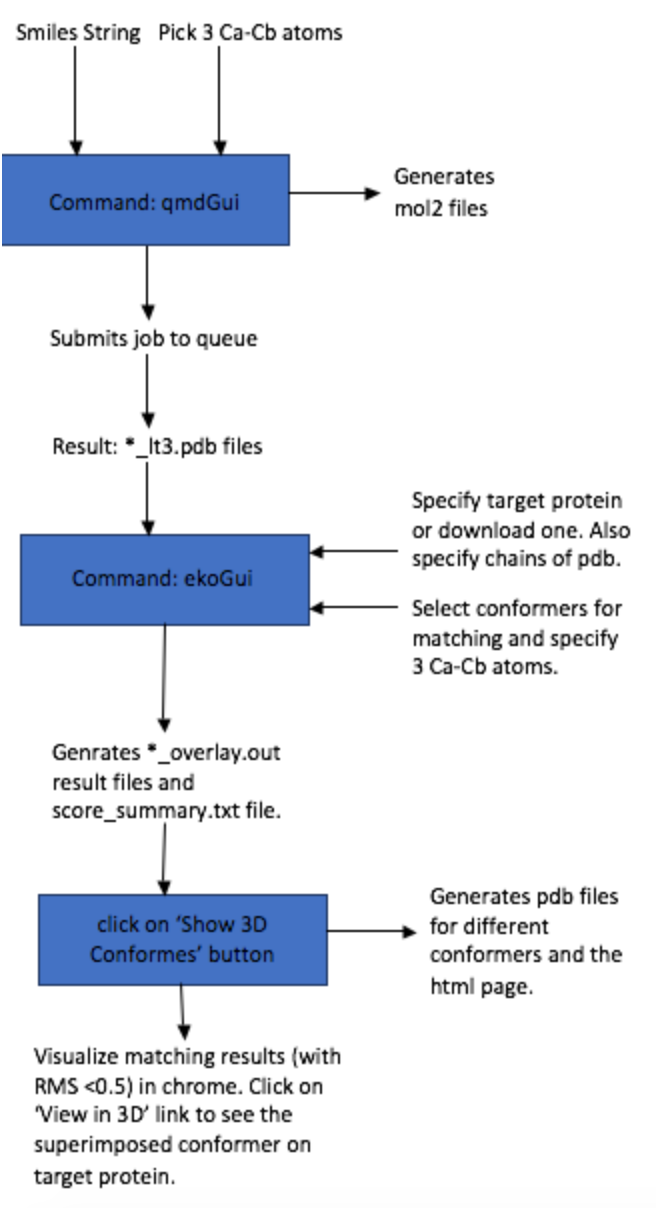 Smiles String
Pick 3 Ca-Cb atoms
Command: qmdGui
Generates
mol2 files
Submits job to queue
Result: *_lt3.pdb files
Specify target protein
or download one. Also
specify chains of pdb.
Command: ekoGui
Select conformers for
matching and specify
3 Ca-Cb atoms.
Genrates *_overlay.out
result files and
score_summary.txt file.
click on ‘Show 3D
Conformes’ button
Generates pdb files
for different
conformers and the
html page.
Visualize matching results (with
RMS <0.5) in chrome. Click on
‘View in 3D’ link to see the
superimposed conformer on
target protein.